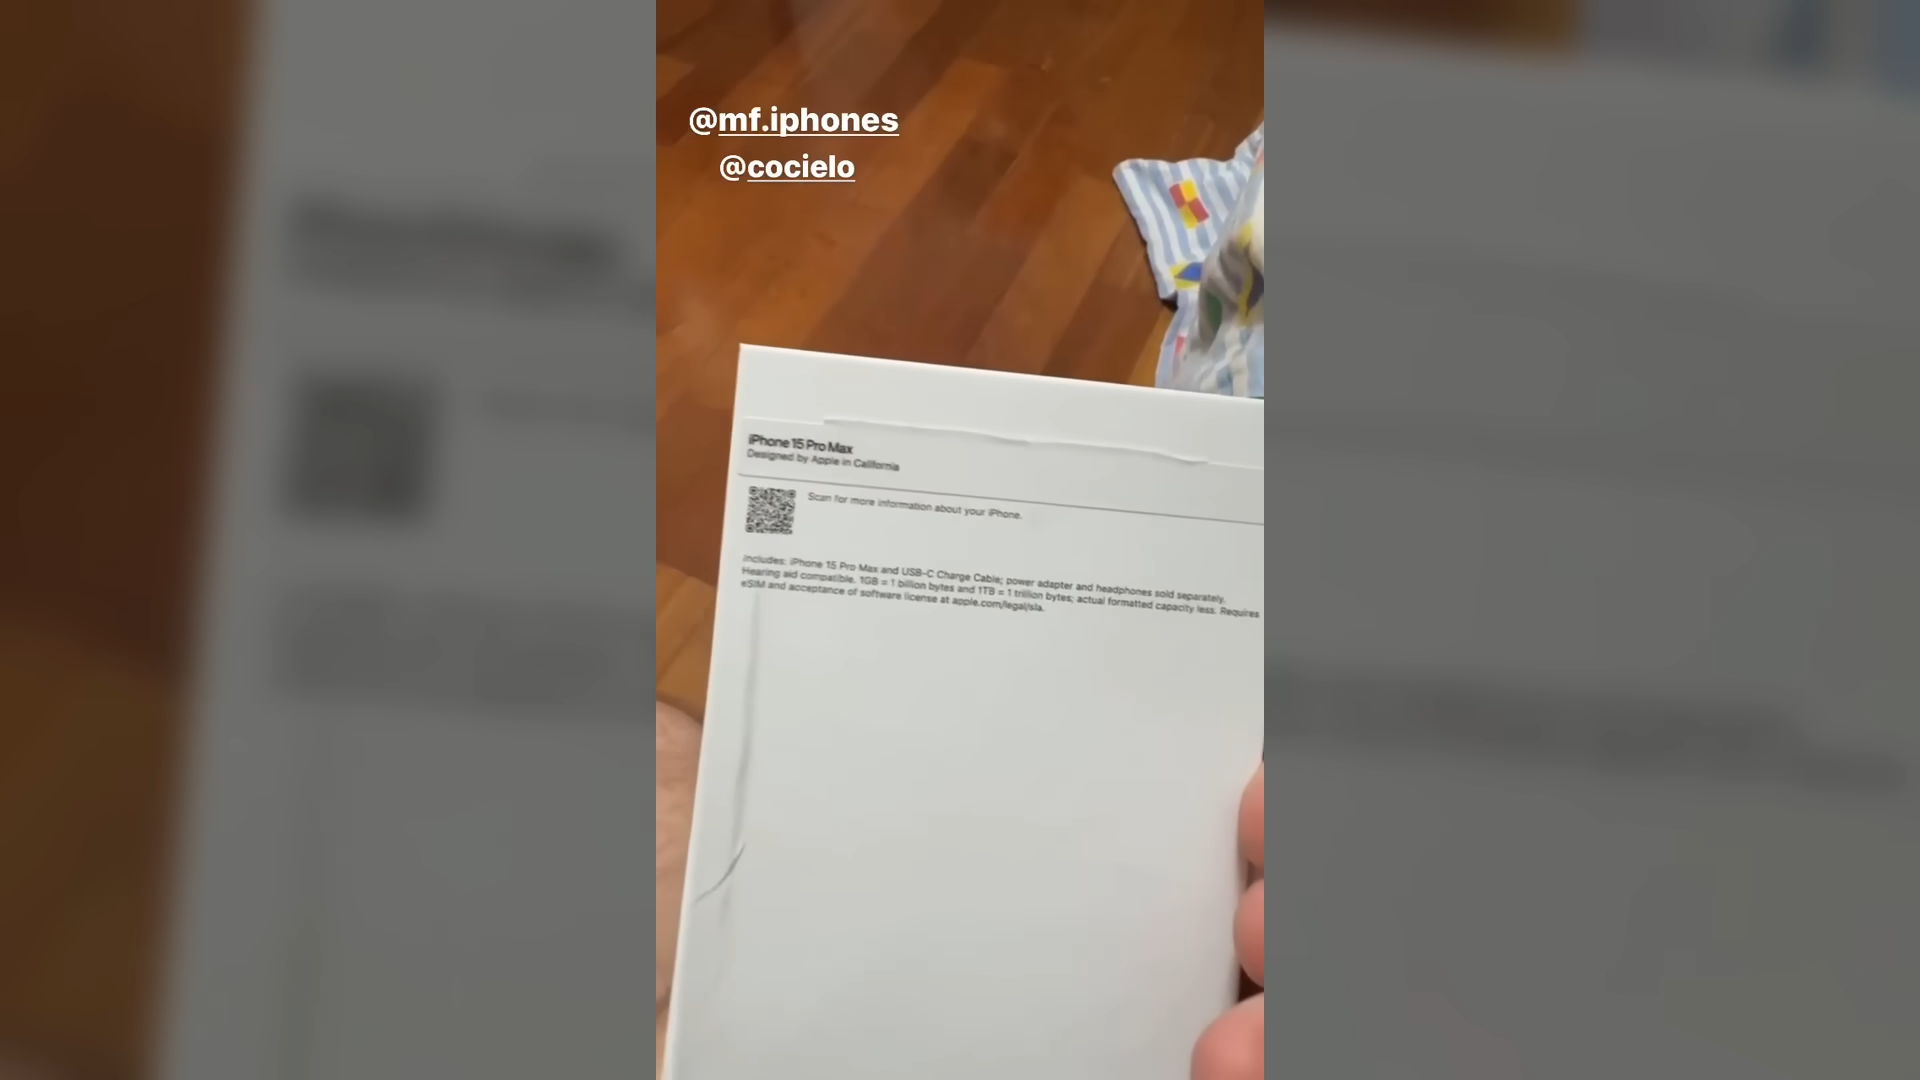 @mf.iphones
@cocielo
iPhone 15 Pro Max
Designed by Apple in California
Scan for more information about your iPhone.
Includes: iPhone 15 Pro Max and USB-C Charge Cable; power adapter and headphones sold separately.
Hearing aid compatible. 1GB = 1 billion bytes and 1TB = 1 trillion bytes; actual formatted capacity less. Requires
eSIM and acceptance of software license at apple.com/legal/sla.